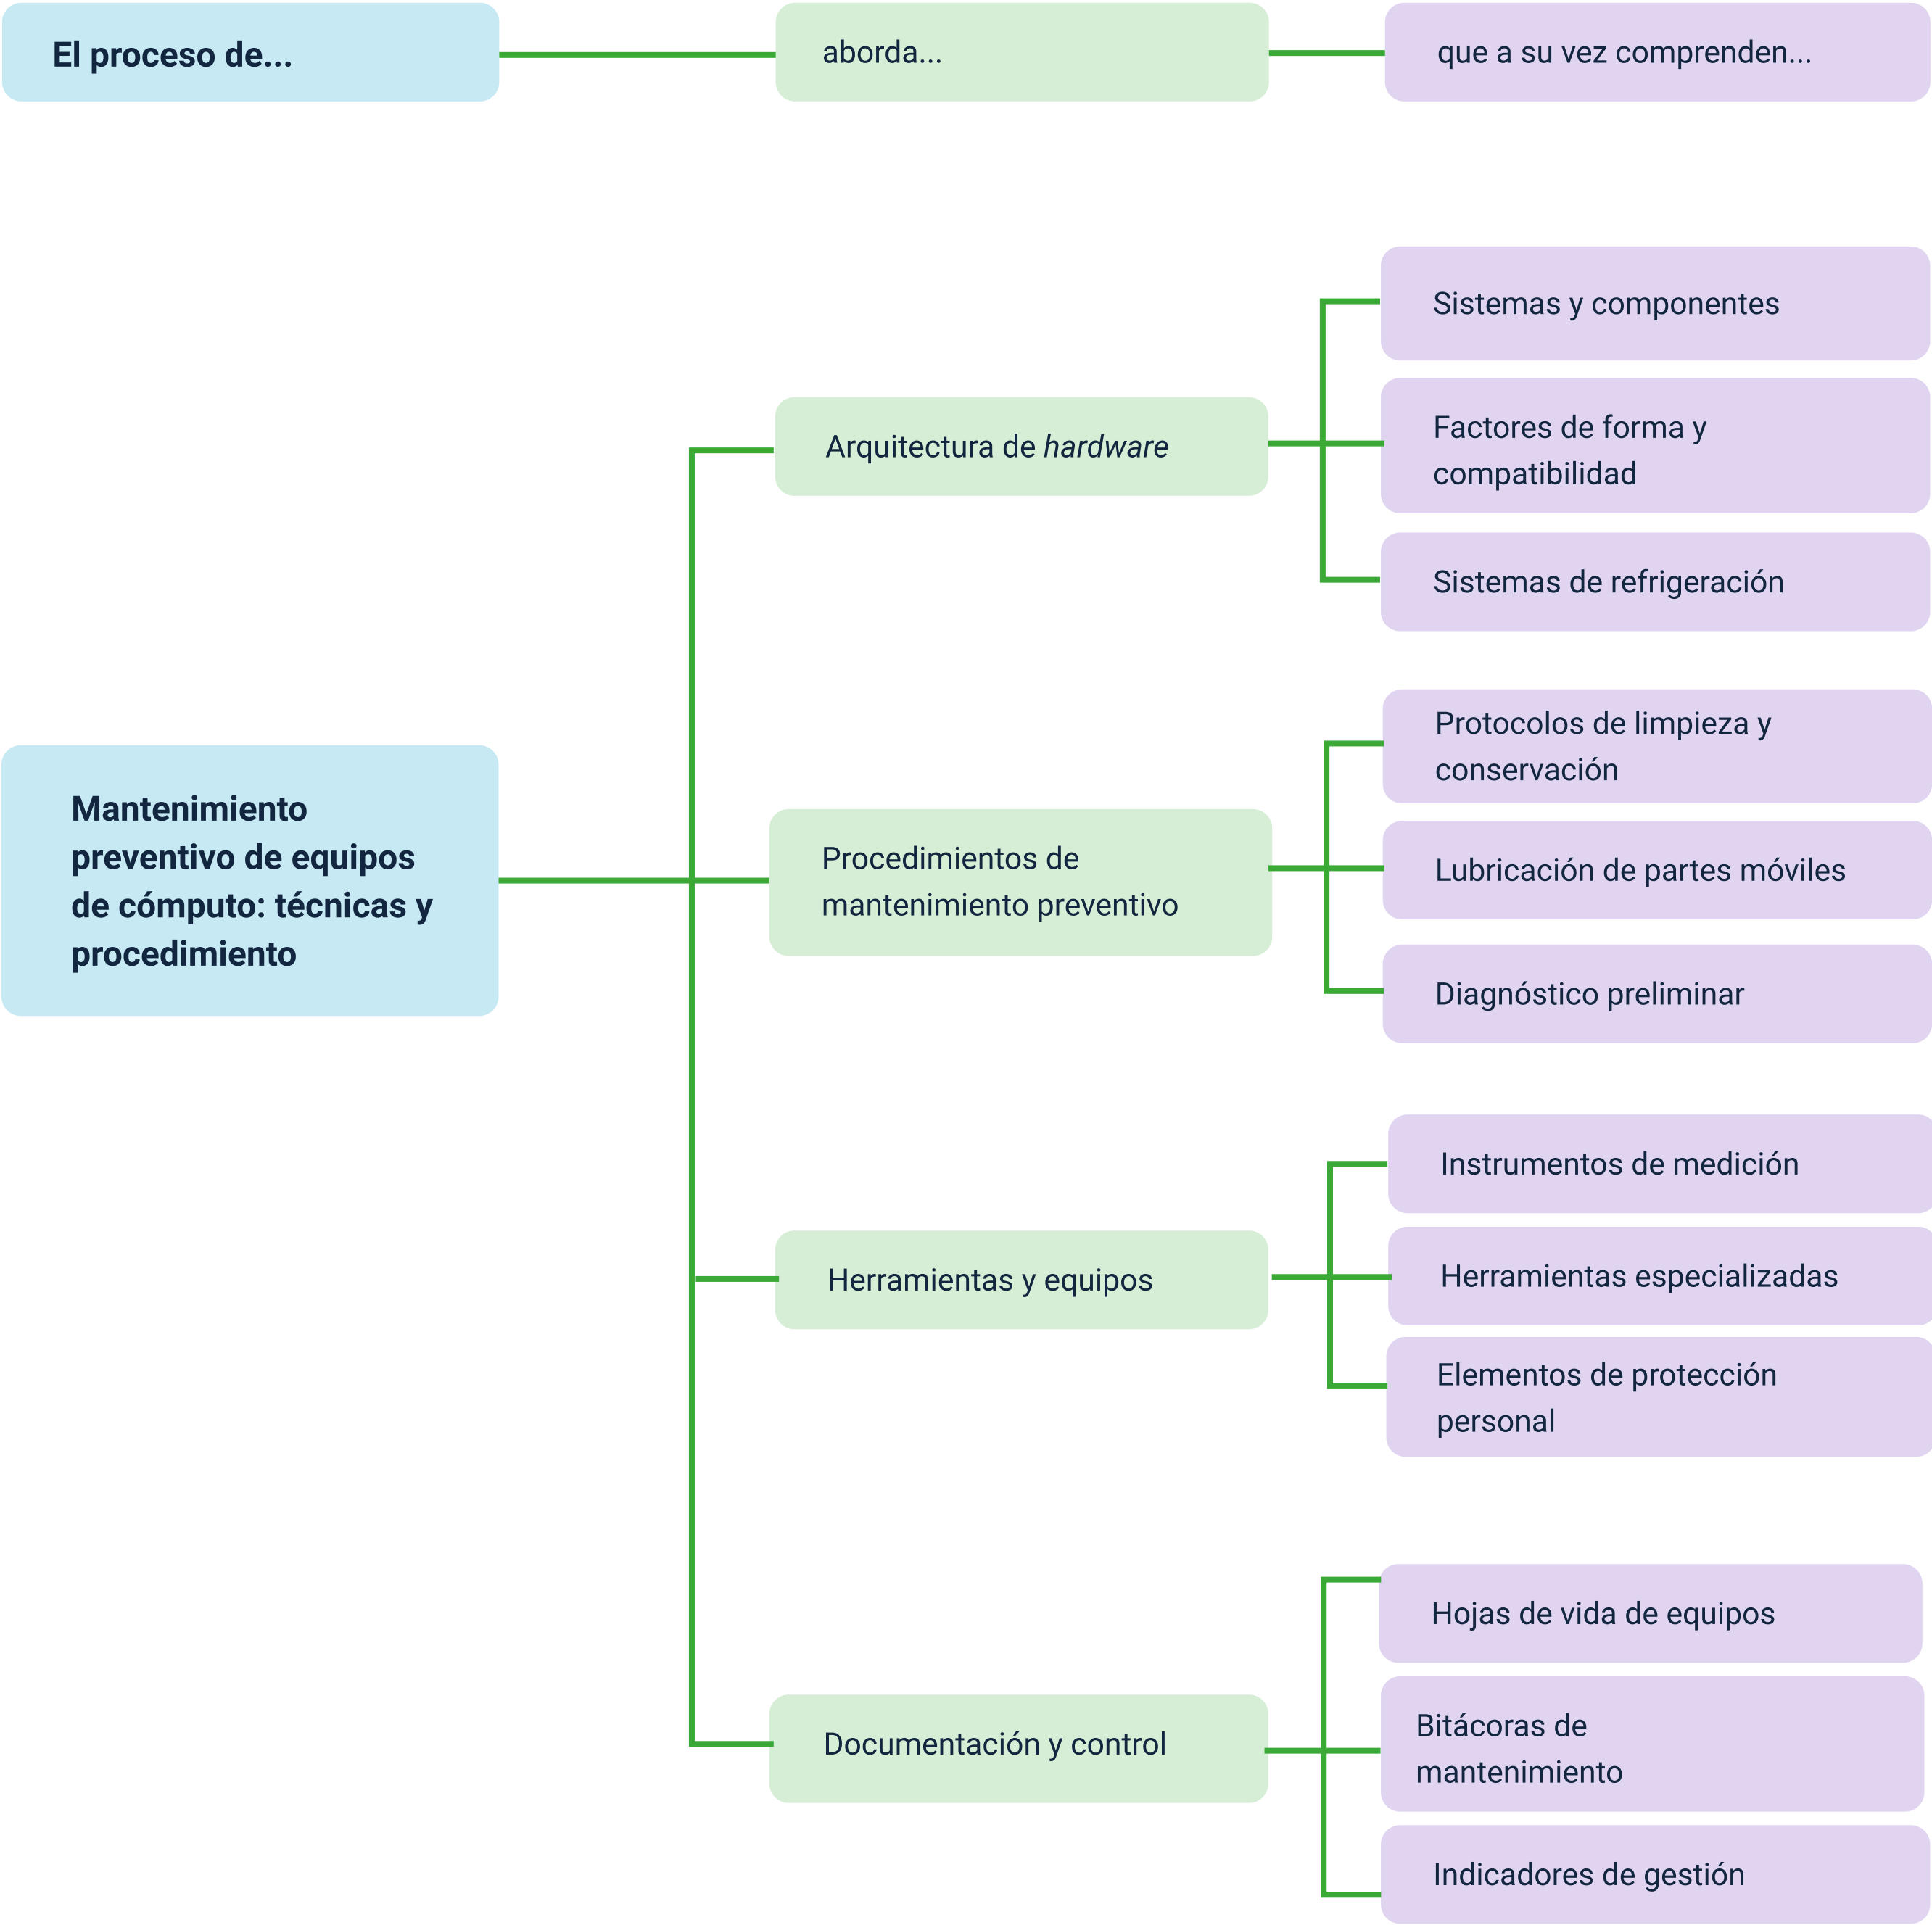 El proceso de...
aborda...
que a su vez comprenden...
Mantenimiento
preventivo de equipos
de cómputo: técnicas y
procedimiento
Arquitectura de hardware
Sistemas y componentes
Factores de forma y
compatibilidad
Sistemas de refrigeración
Procedimientos de
mantenimiento preventivo
Protocolos de limpieza y
conservación
Lubricación de partes móviles
Diagnóstico preliminar
Herramientas y equipos
Instrumentos de medición
Herramientas especializadas
Elementos de protección
personal
Documentación y control
Hojas de vida de equipos
Bitácoras de
mantenimiento
Indicadores de gestión